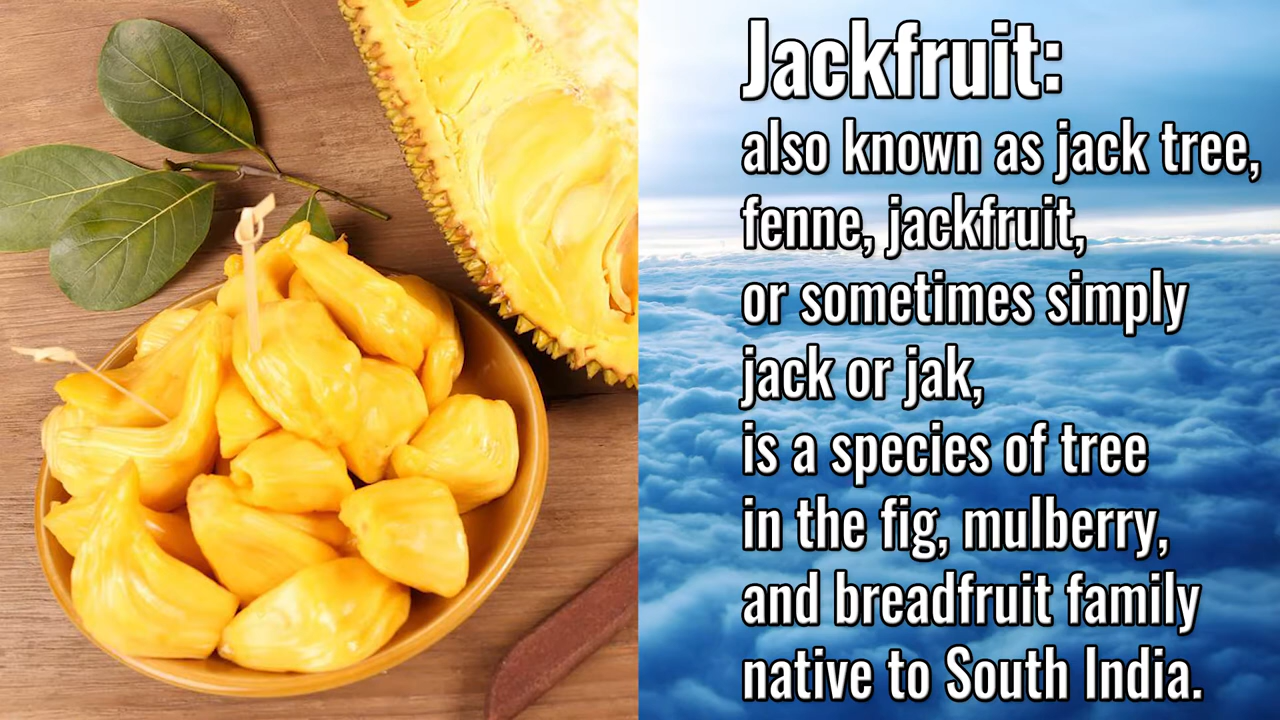 Jackfruit:
also known as jack tree,
fenne, jackfruit,
or sometimes simply
jack or jak,
is a species of tree
in the fig, mulberry,
and breadfruit family
native to South India.